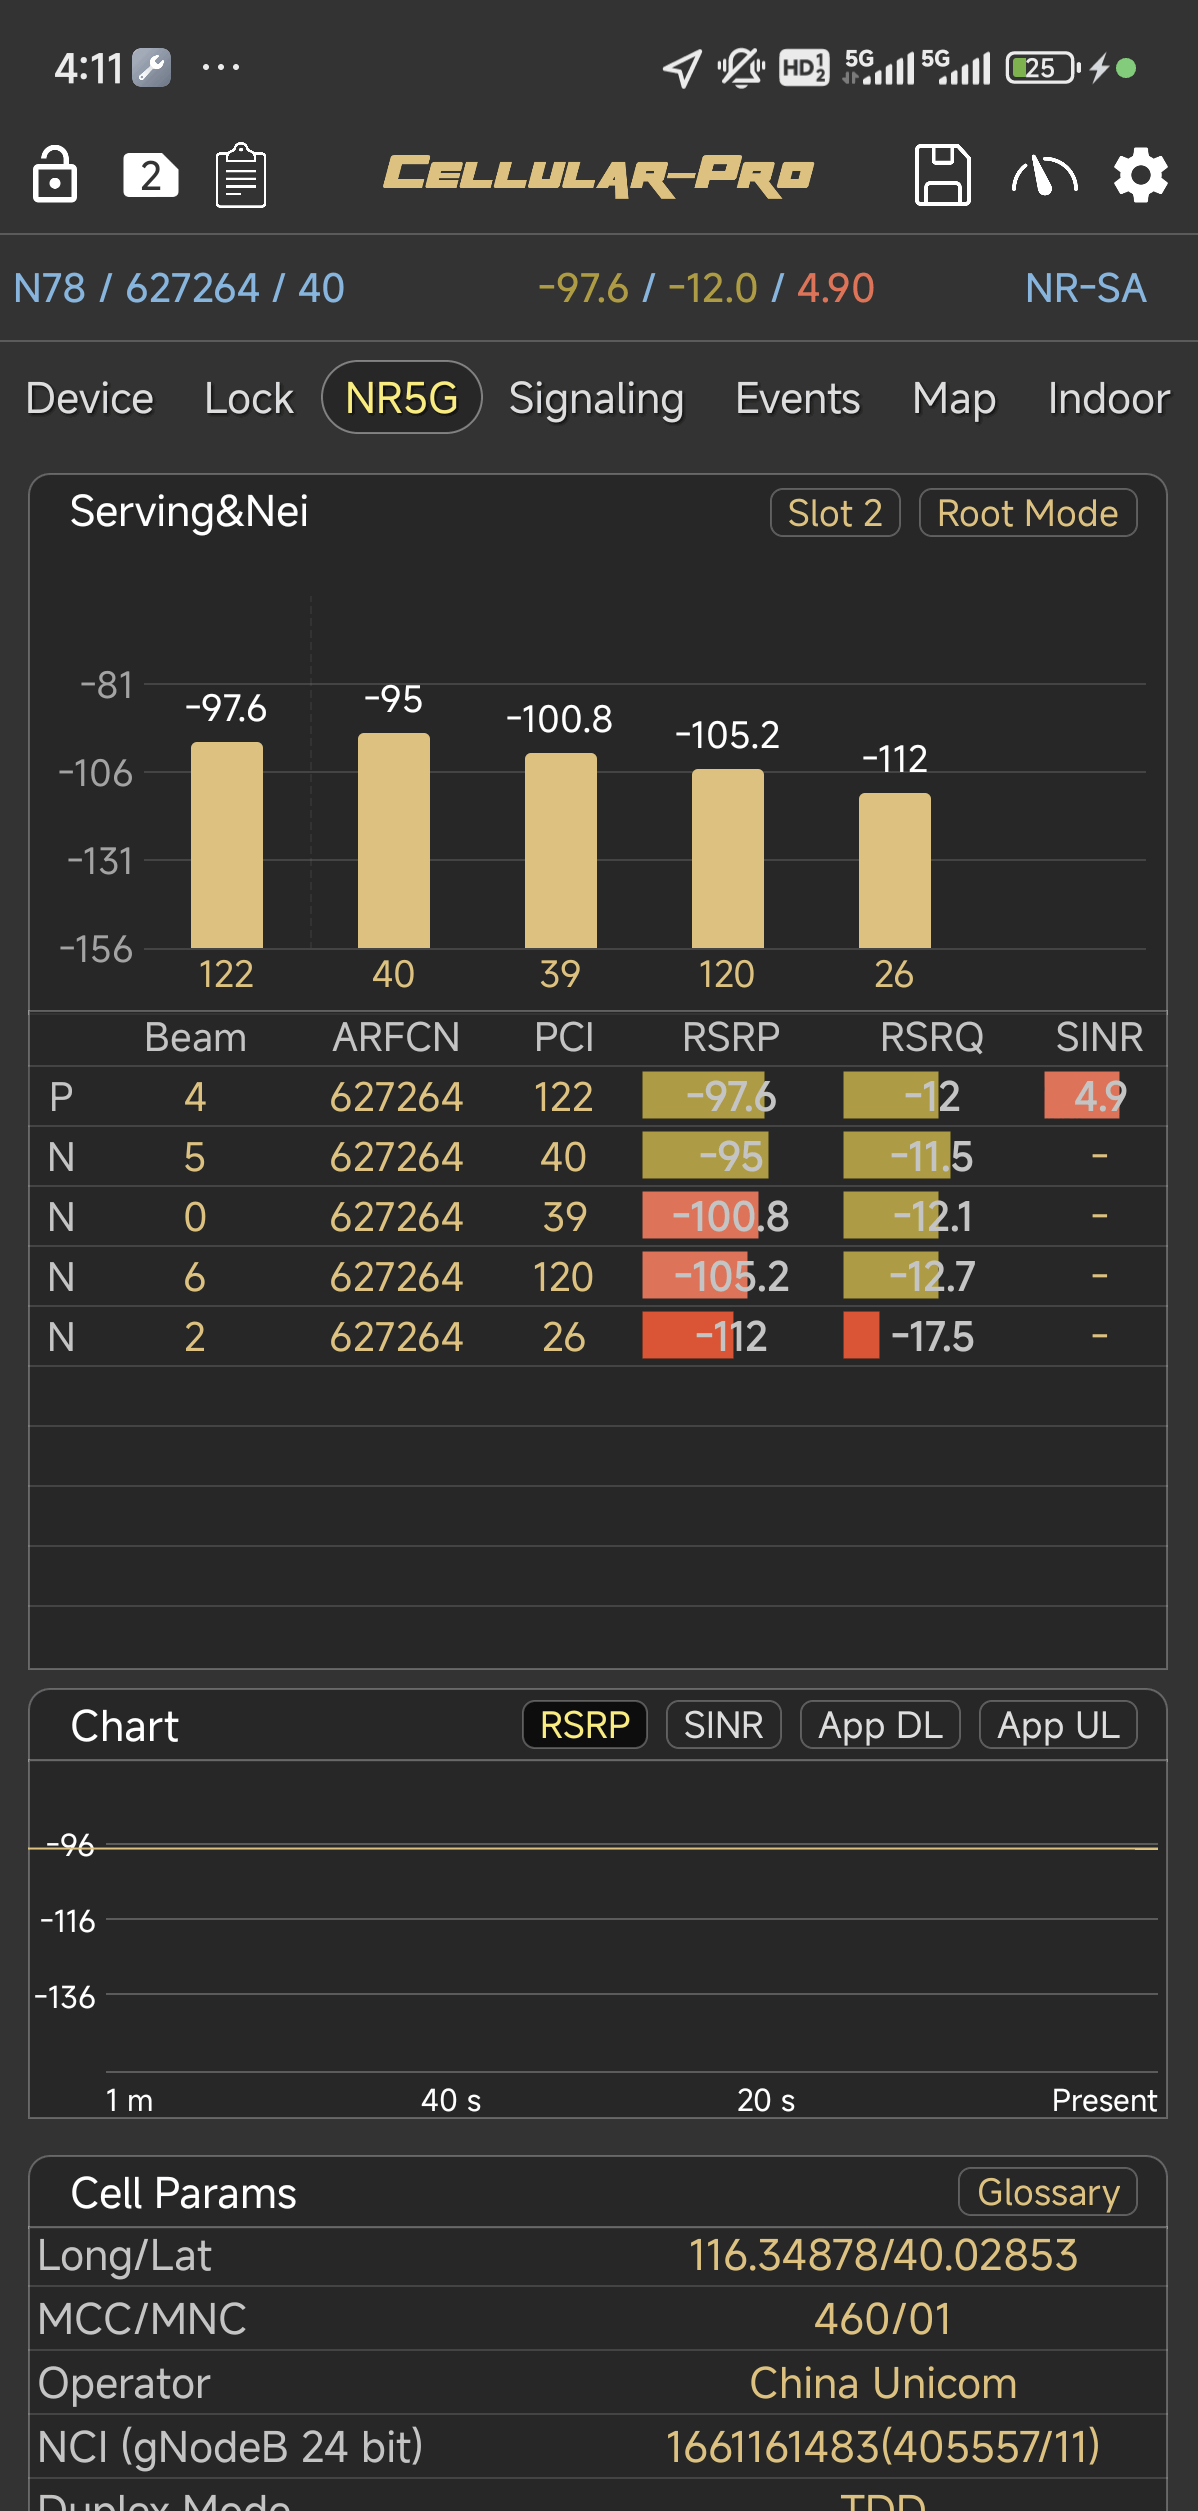 4:11 ... HD 1 2 5G 5G 25
2 CELLULAR-PRO
N78 / 627264 / 40 -97.6 / -12.0 / 4.90 NR-SA
Device Lock NR5G Signaling Events Map Indoor
Serving&Nei Slot 2 Root Mode
-81
-97.6 -95 -100.8 -105.2 -112
-106
-131
-156
122 40 39 120 26
Beam ARFCN PCI RSRP RSRQ SINR
P 4 627264 122 -97.6 -12 4.9
N 5 627264 40 -95 -11.5 -
N 0 627264 39 -100.8 -12.1 -
N 6 627264 120 -105.2 -12.7 -
N 2 627264 26 -112 -17.5 -
Chart RSRP SINR App DL App UL
-96
-116
-136
1 m 40 s 20 s Present
Cell Params Glossary
Long/Lat 116.34878/40.02853
MCC/MNC 460/01
Operator China Unicom
NCI (gNodeB 24 bit) 1661161483(405557/11)
Duplex Mode TDD